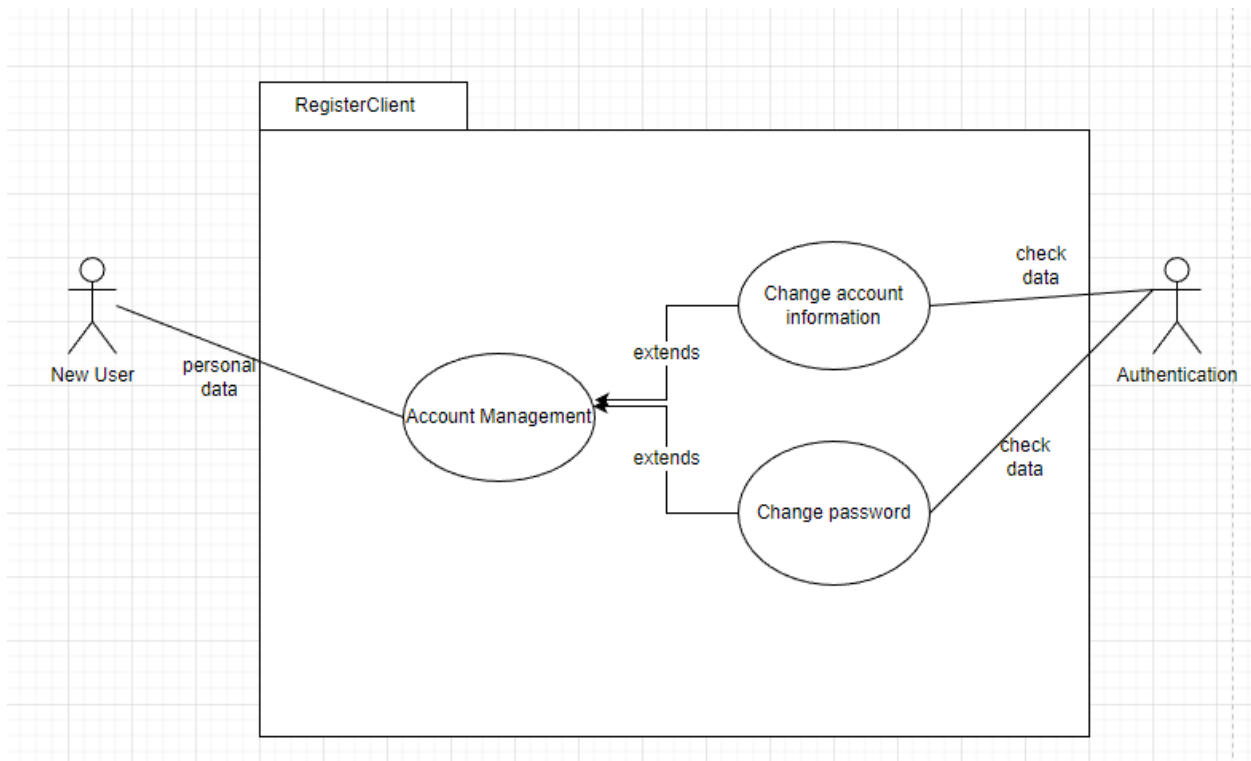 RegisterClient
New User
personal
data
Account Management
extends
extends
Change account
information
Change password
check
data
check
data
Authentication